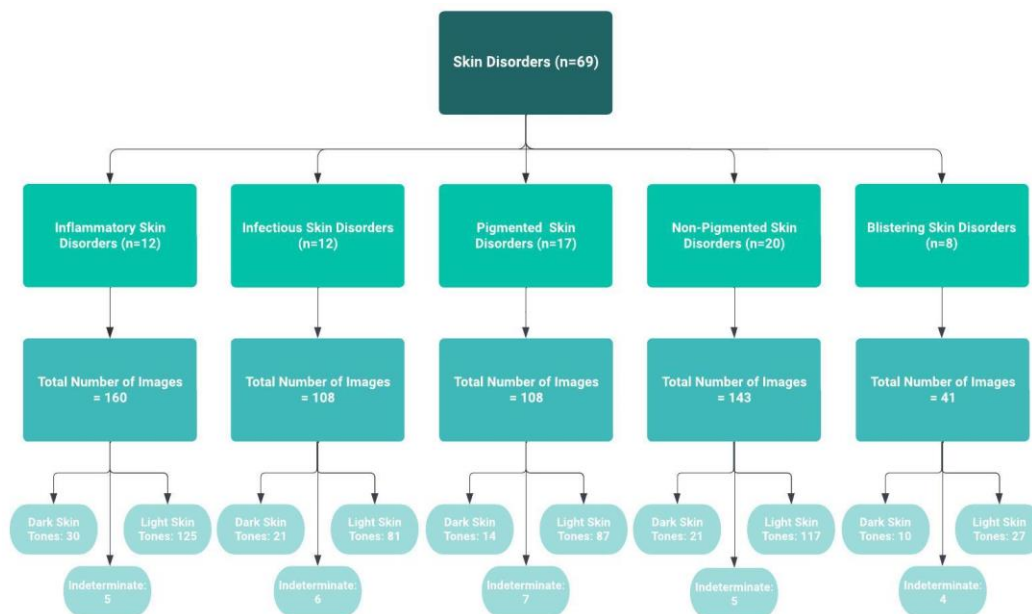 Skin Disorders (n=69)
Inflammatory Skin
Disorders (n=12)
Infectious Skin Disorders
(n=12)
Pigmented Skin
Disorders (n=17)
Non-Pigmented Skin
Disorders (n=20)
Blistering Skin Disorders
(n=8)
Total Number of Images
= 160
Total Number of Images
= 108
Total Number of Images
= 108
Total Number of Images
= 143
Total Number of Images
= 41
Dark Skin
Tones: 30
Light Skin
Tones: 125
Indeterminate:
5
Dark Skin
Tones: 21
Light Skin
Tones: 81
Indeterminate:
6
Dark Skin
Tones: 14
Light Skin
Tones: 87
Indeterminate:
7
Dark Skin
Tones: 21
Light Skin
Tones: 117
Indeterminate:
5
Dark Skin
Tones: 10
Light Skin
Tones: 27
Indeterminate:
4